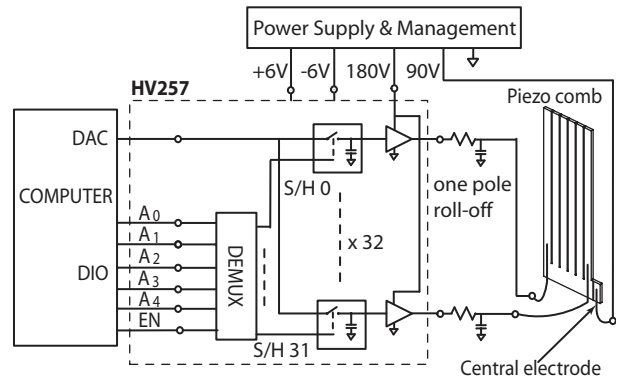 Power Supply & Management
+6V -6V 180V 90V
HV257
Piezo comb
DAC
S/H 0
COMPUTER
one pole
roll-off
A0
A1
A2
A3
A4
EN
DIO
DEMUX
x 32
S/H 31
Central electrode